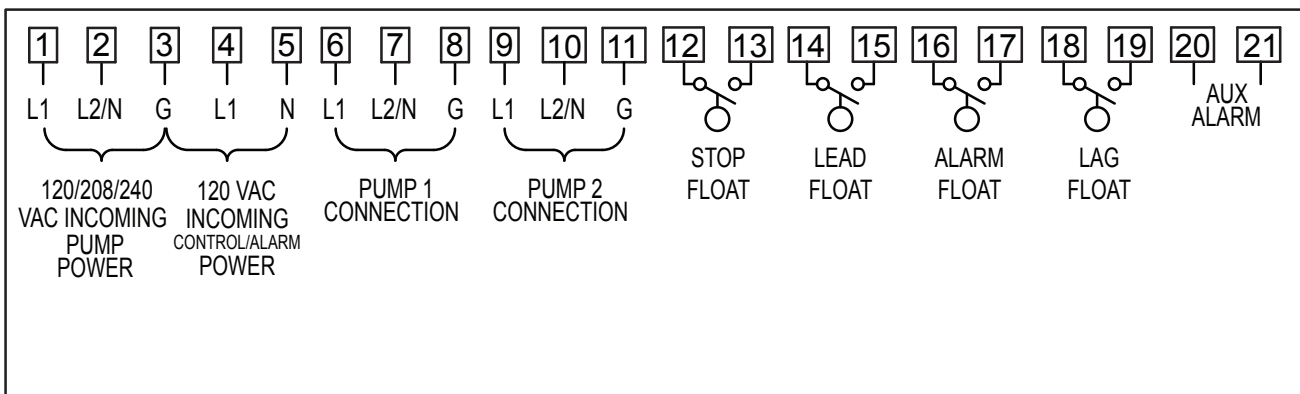 1 2 3 4 5 6 7 8 9 10 11 12 13 14 15 16 17 18 19 20 21
L1 L2/N G L1 N L1 L2/N G L1 L2/N G
120/208/240
VAC INCOMING
PUMP
POWER
120 VAC
INCOMING
CONTROL/ALARM
POWER
PUMP 1
CONNECTION
PUMP 2
CONNECTION
STOP
FLOAT
LEAD
FLOAT
ALARM
FLOAT
LAG
FLOAT
AUX
ALARM